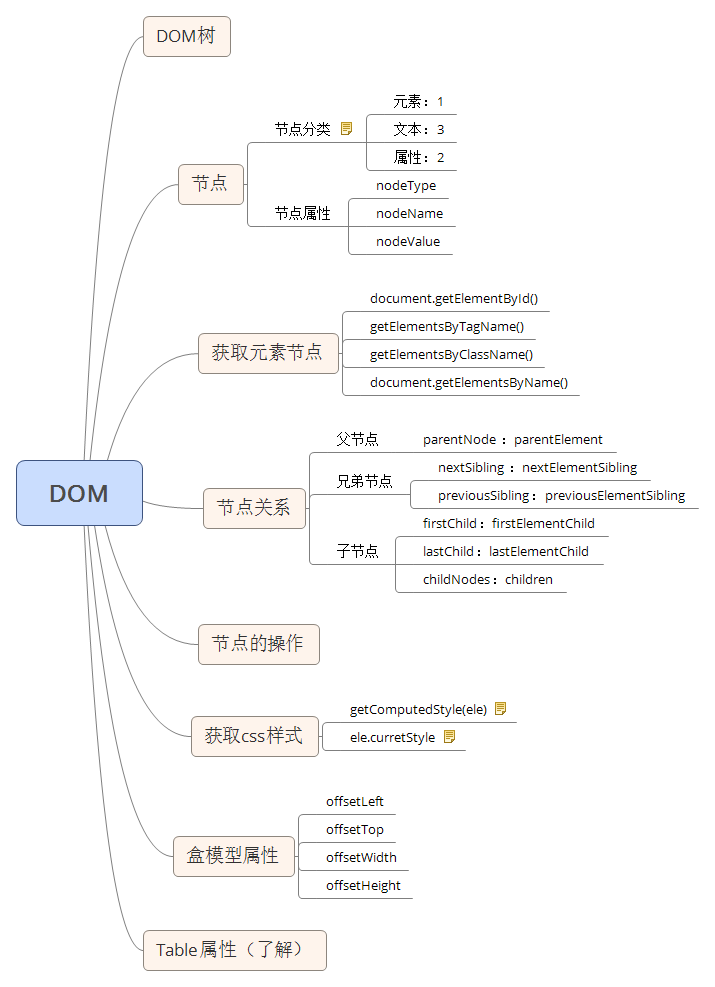 DOM
DOM树
节点
节点分类
元素：1
文本：3
属性：2
节点属性
nodeType
nodeName
nodeValue
获取元素节点
document.getElementById()
getElementsByTagName()
getElementsByClassName()
document.getElementsByName()
节点关系
父节点
parentNode：parentElement
兄弟节点
nextSibling：nextElementSibling
previousSibling：previousElementSibling
子节点
firstChild：firstElementChild
lastChild：lastElementChild
childNodes：children
节点的操作
获取css样式
getComputedStyle(ele)
ele.curretStyle
盒模型属性
offsetLeft
offsetTop
offsetWidth
offsetHeight
Table属性（了解）